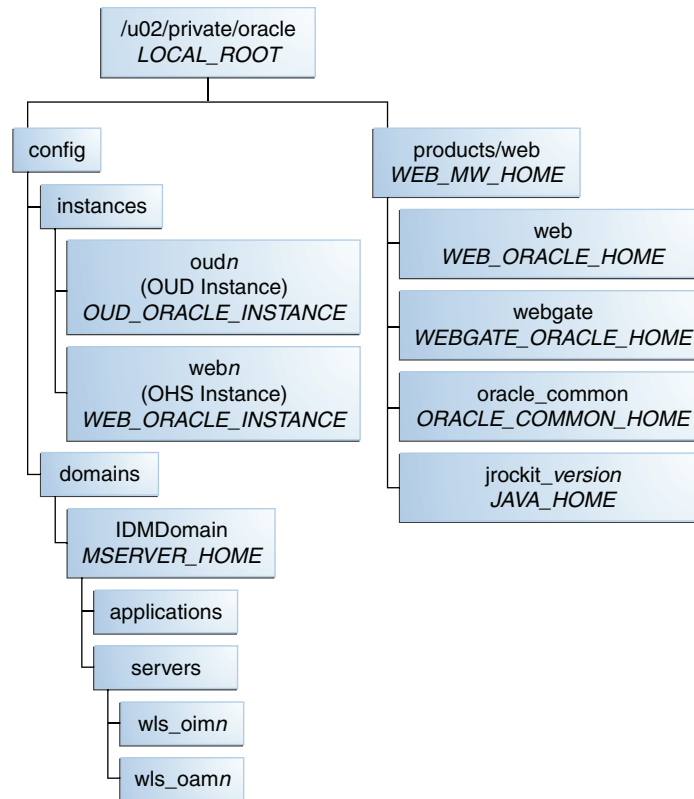 /u02/private/oracle
LOCAL_ROOT
config
instances
oudn
(OUD Instance)
OUD_ORACLE_INSTANCE
webn
(OHS Instance)
WEB_ORACLE_INSTANCE
domains
IDMDomain
MSERVER_HOME
applications
servers
wls_oimn
wls_oamn
products/web
WEB_MW_HOME
web
WEB_ORACLE_HOME
webgate
WEBGATE_ORACLE_HOME
oracle_common
ORACLE_COMMON_HOME
jrockit_version
JAVA_HOME